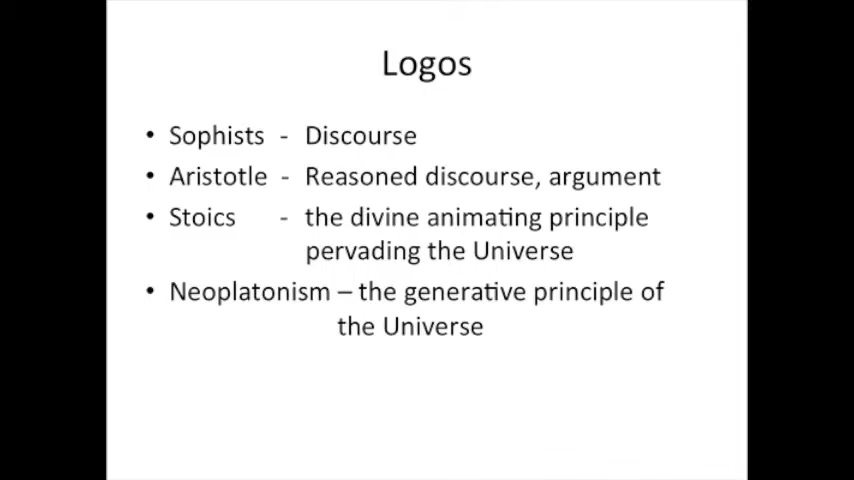 Logos
• Sophists - Discourse
• Aristotle - Reasoned discourse, argument
• Stoics - the divine animating principle
pervading the Universe
• Neoplatonism – the generative principle of
the Universe